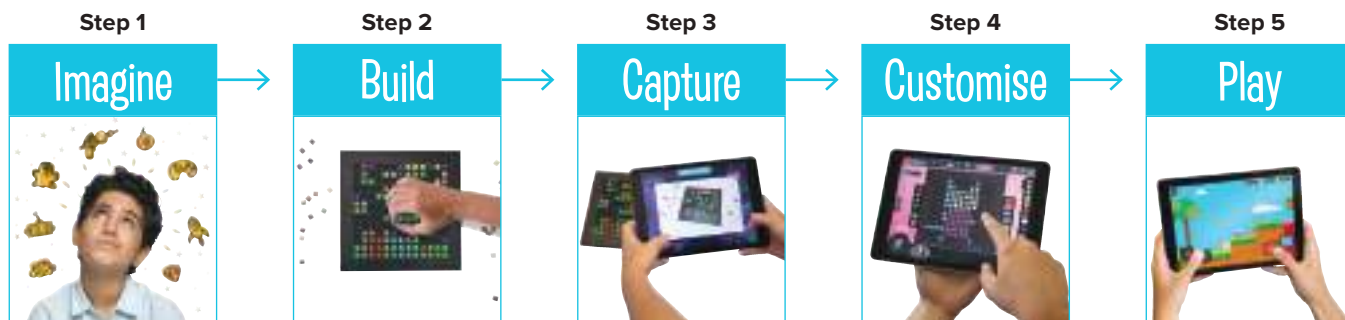 Step 1
Step 2
Step 3
Step 4
Step 5
Imagine
Build
Capture
Customise
Play